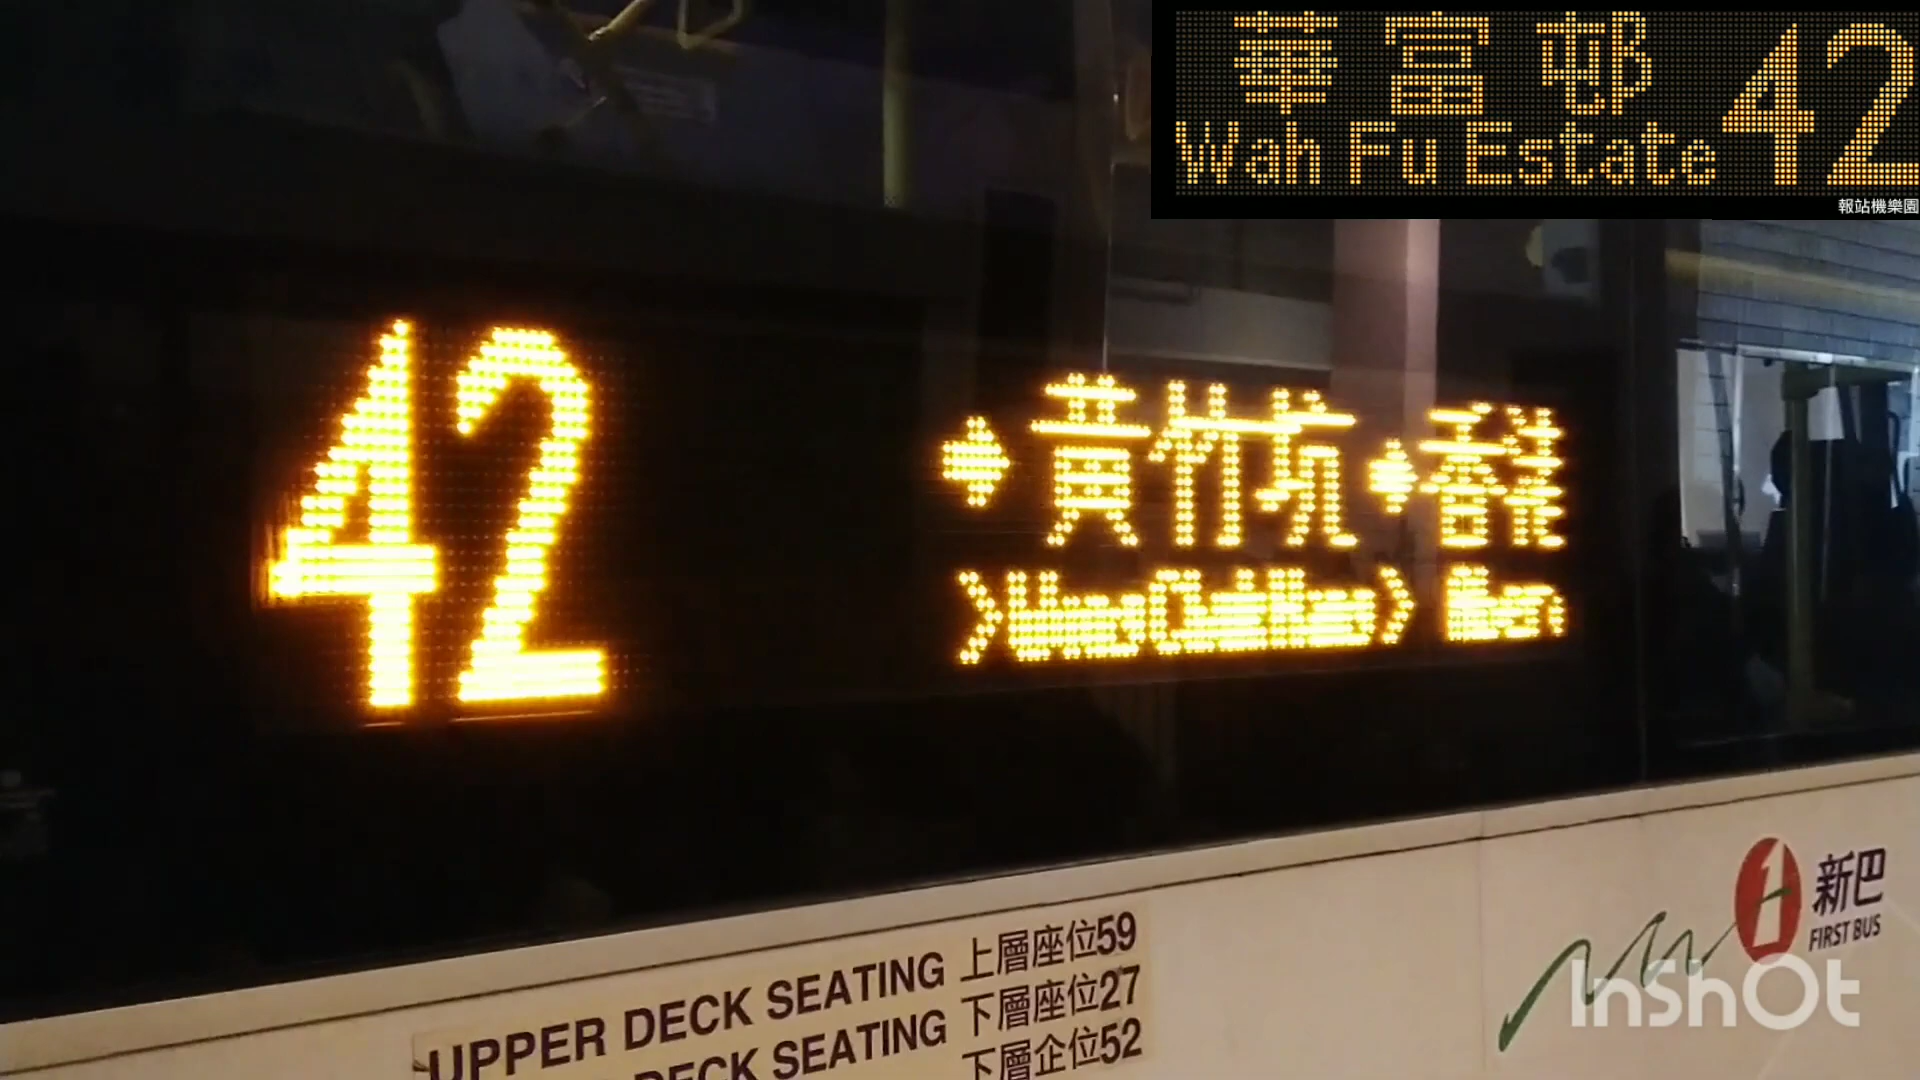 華富邨 42
Wah Fu Estate
報站機樂園
42
黃竹坑
香港
新巴
FIRST BUS
UPPER DECK SEATING 上層座位59
DECK SEATING 下層座位27
下層企位52
InShOt